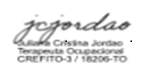 jcjordao
Juliana Cristina Jordao
Terapeuta Ocupacional
CREFITO-3 / 18206-TO